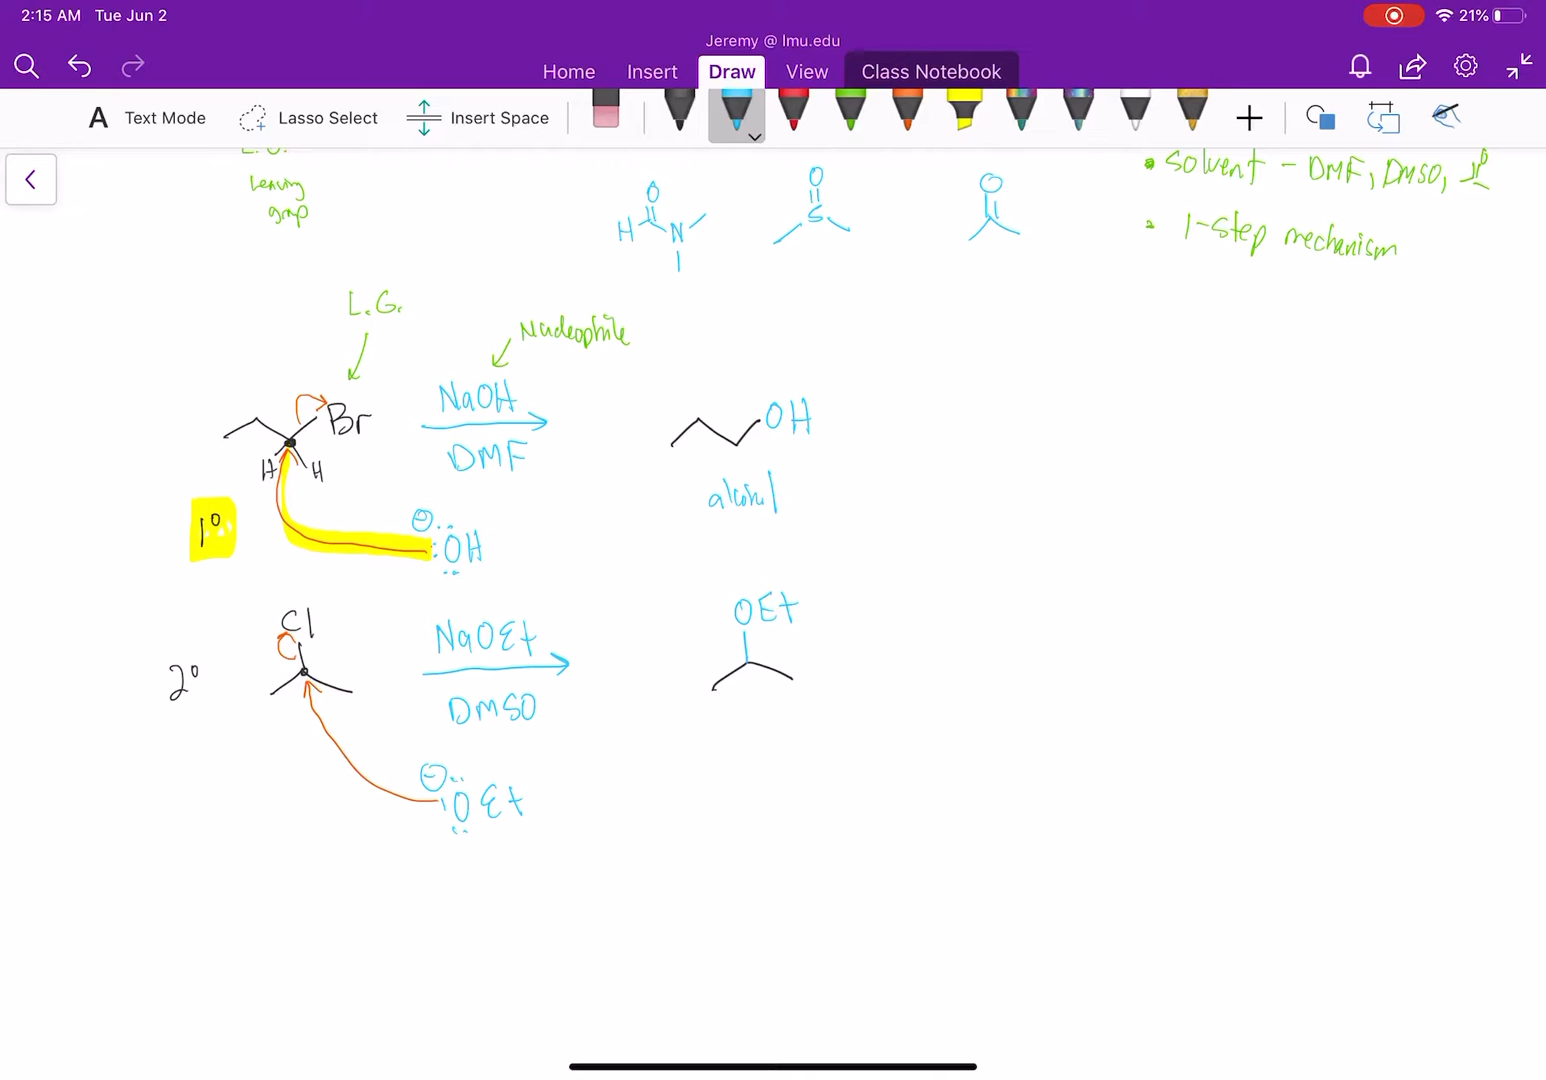 2:15 AM Tue Jun 2
21%
Jeremy @ lmu.edu
Home Insert Draw View Class Notebook
A Text Mode Lasso Select Insert Space
L.G.
Leaving
group
O
H N
O
S
O
• Solvent - DMF, DMSO,
• 1-step mechanism
L.G.
Nucleophile
Br
H H
NaOH
DMF
OH
alcohol
1°
⊖
:OH
2°
Cl
NaOEt
DMSO
OEt
⊖
OEt